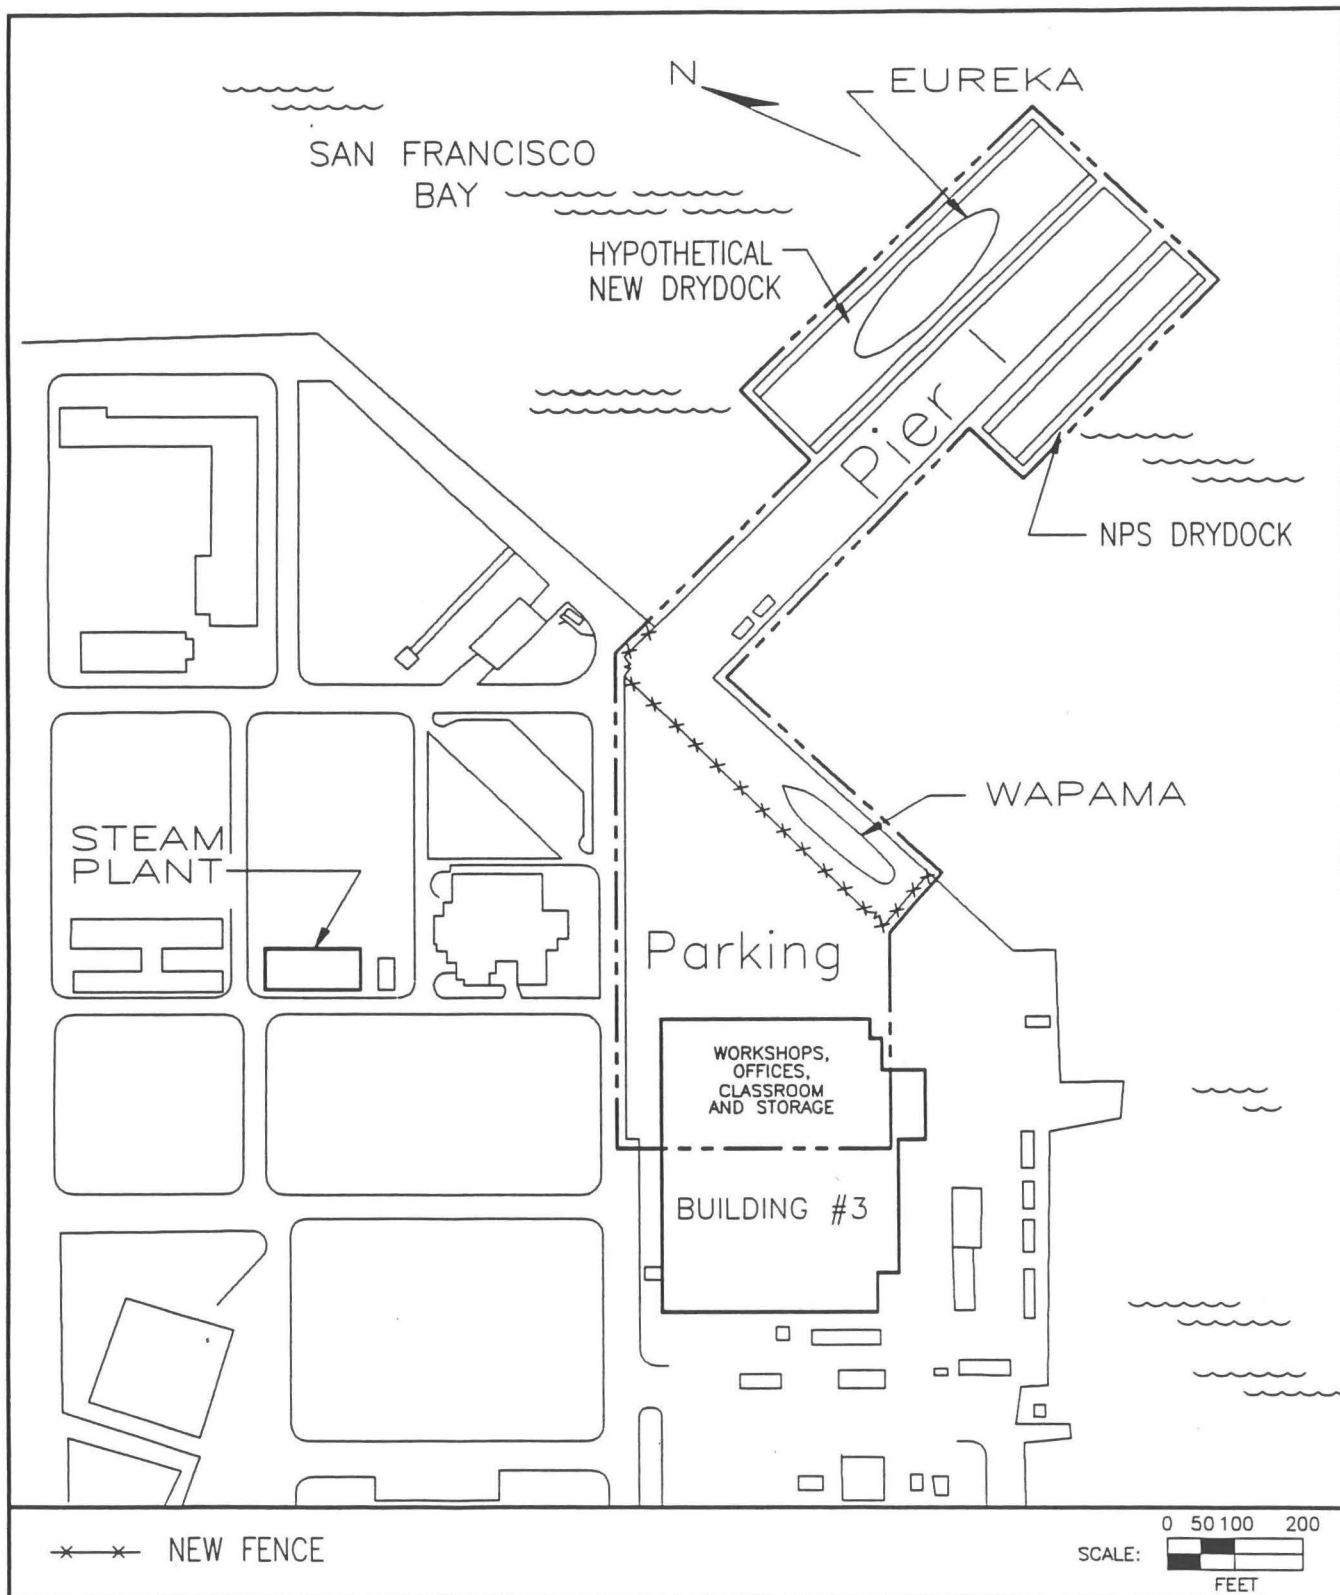 N
EUREKA
SAN FRANCISCO
BAY
HYPOTHETICAL
NEW DRYDOCK
Pier 1
NPS DRYDOCK
WAPAMA
STEAM
PLANT
Parking
WORKSHOPS,
OFFICES,
CLASSROOM
AND STORAGE
BUILDING #3
NEW FENCE
SCALE:
0 50 100 200
FEET